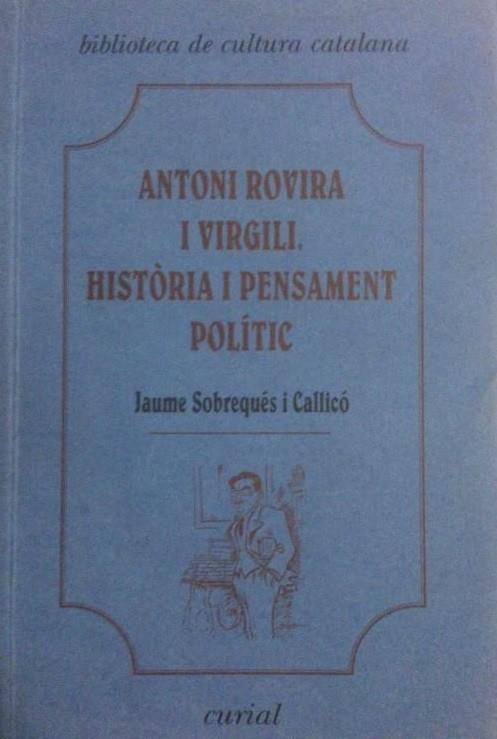 biblioteca de cultura catalana
ANTONI ROVIRA
I VIRGILI.
HISTÒRIA I PENSAMENT
POLÍTIC
Jaume Sobrequés i Callicó
curial